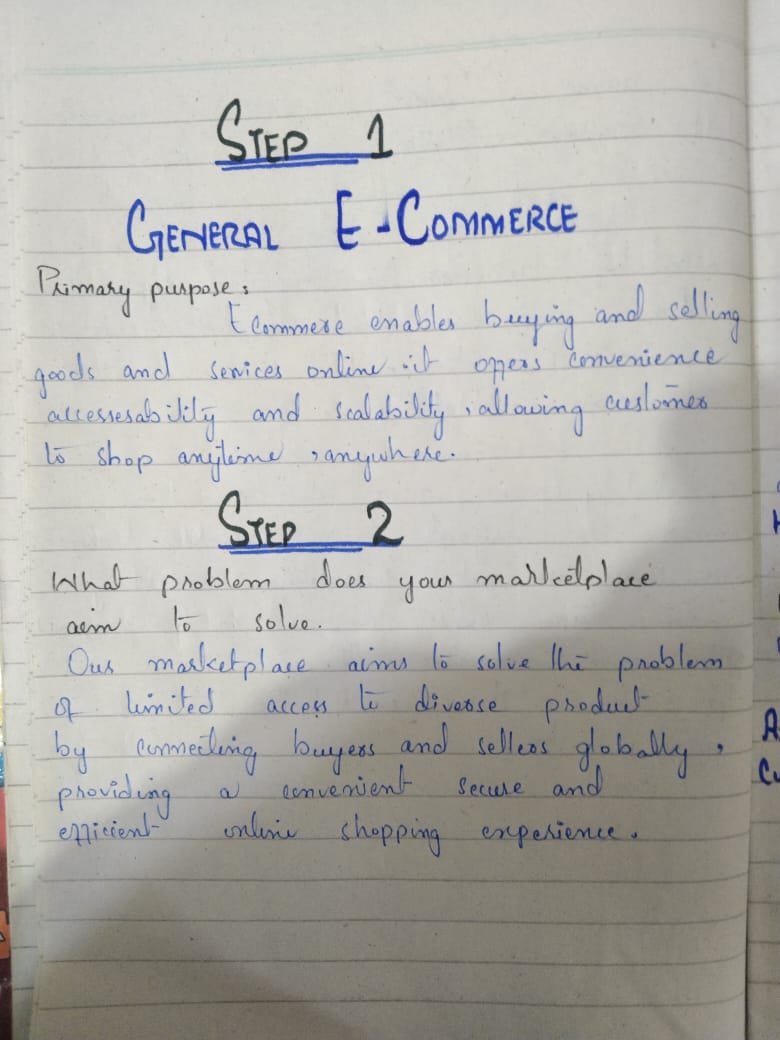 STEP 1
GENERAL E-COMMERCE
Primary purpose:
Ecommere enables buying and selling
goods and services online it offers convenience
accessesability and scalability, allowing customer
to shop anytime, anywhere.
STEP 2
What problem does your marketplace
aim to solve.
Our marketplace aims to solve the problem
of limited access to diverse product
by connecting buyers and sellers globally,
providing a convenient secure and
efficient online shopping experience.